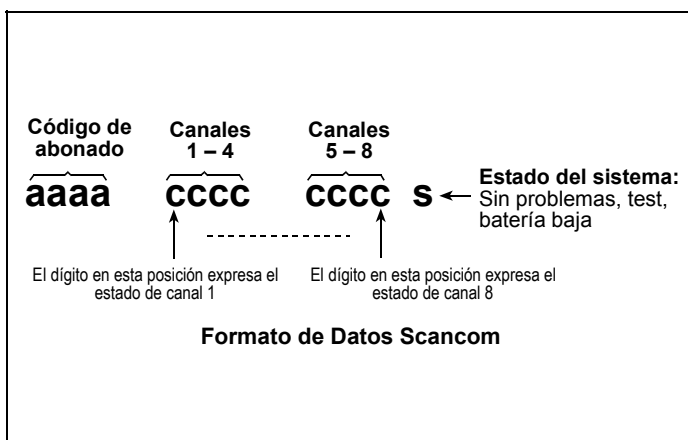 Código de abonado
Canales 1 – 4
Canales 5 – 8
aaaa cccc cccc s
Estado del sistema:
Sin problemas, test,
batería baja
El dígito en esta posición expresa el
estado de canal 1
El dígito en esta posición expresa el
estado de canal 8
Formato de Datos Scancom